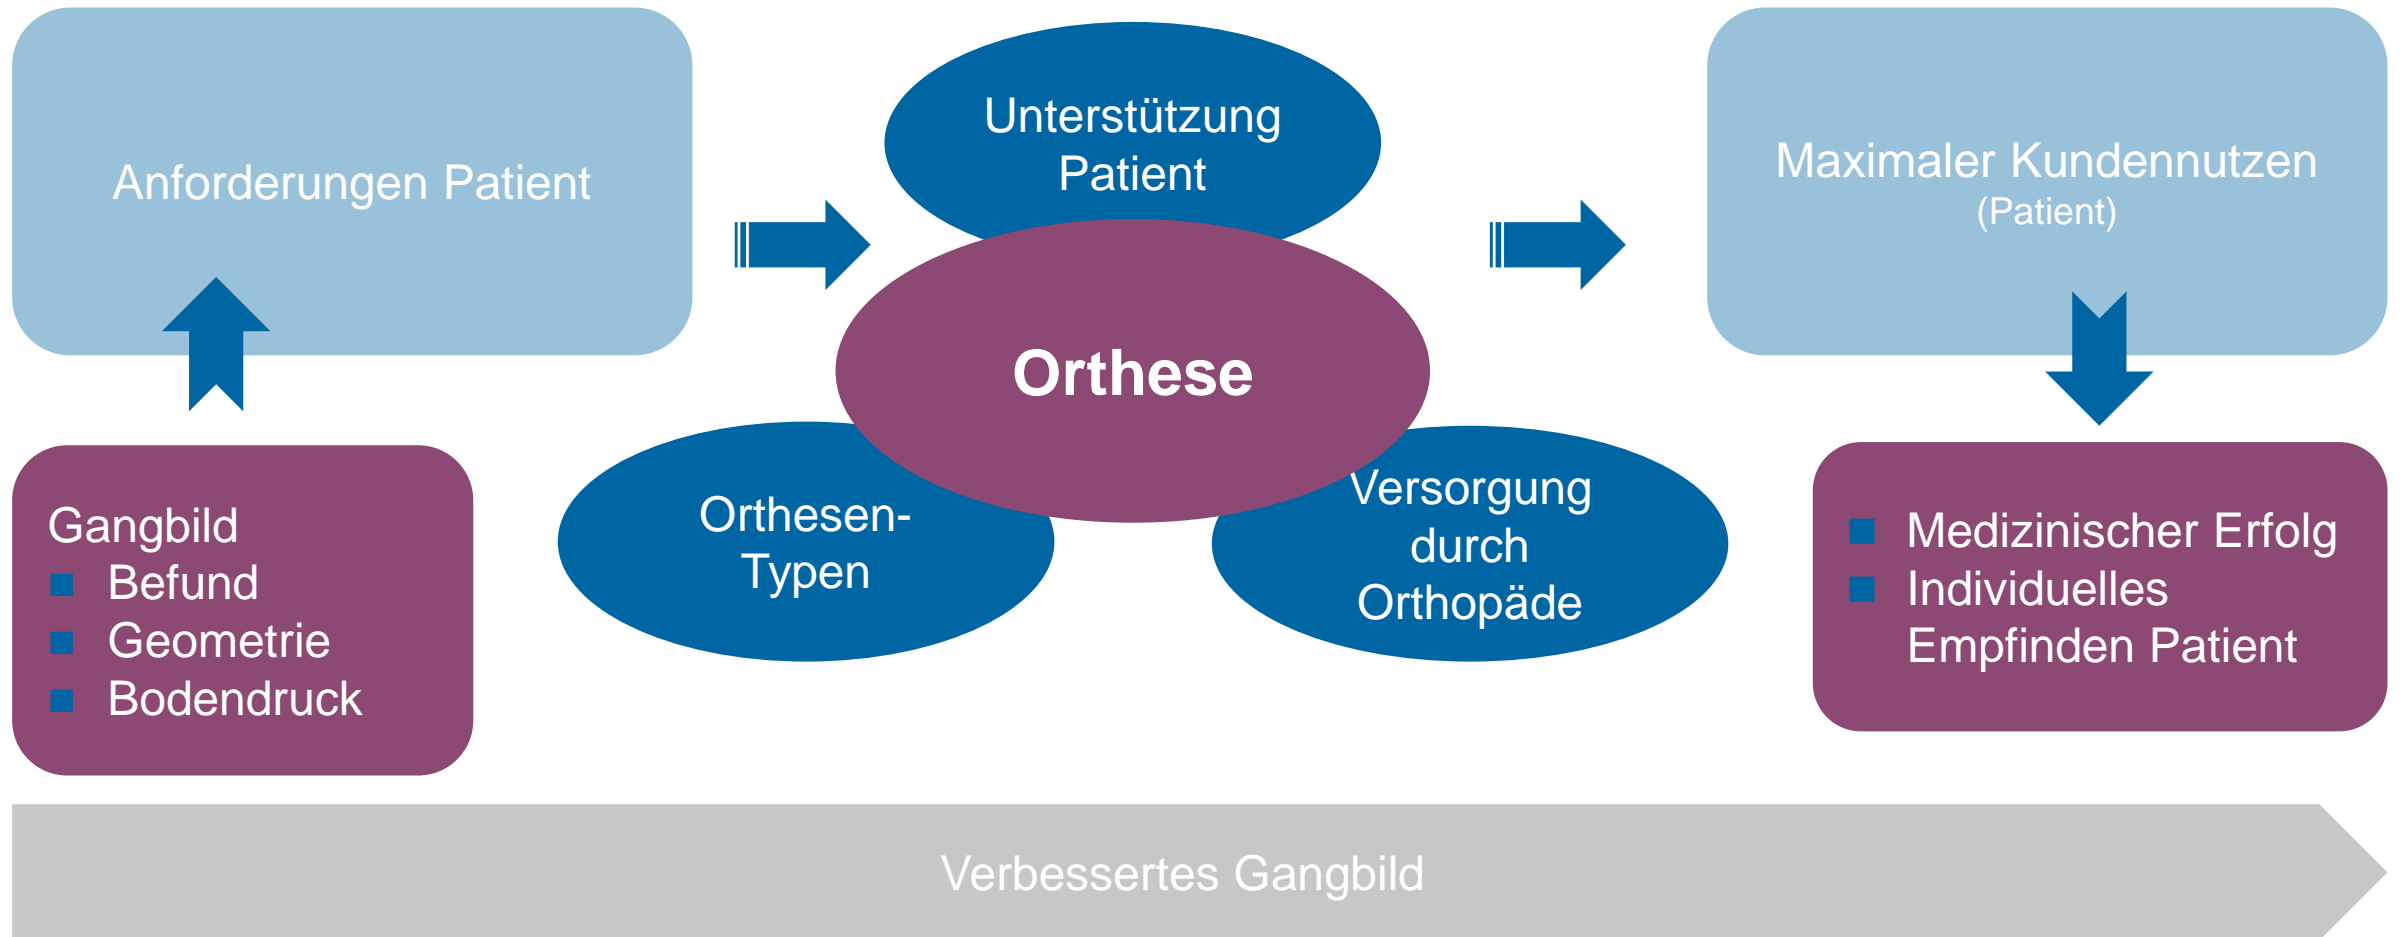 Anforderungen Patient
Gangbild
Befund
Geometrie
Bodendruck
Unterstützung
Patient
Orthese
Orthesen-
Typen
Versorgung
durch
Orthopäde
Maximaler Kundennutzen
(Patient)
Medizinischer Erfolg
Individuelles
Empfinden Patient
Verbessertes Gangbild